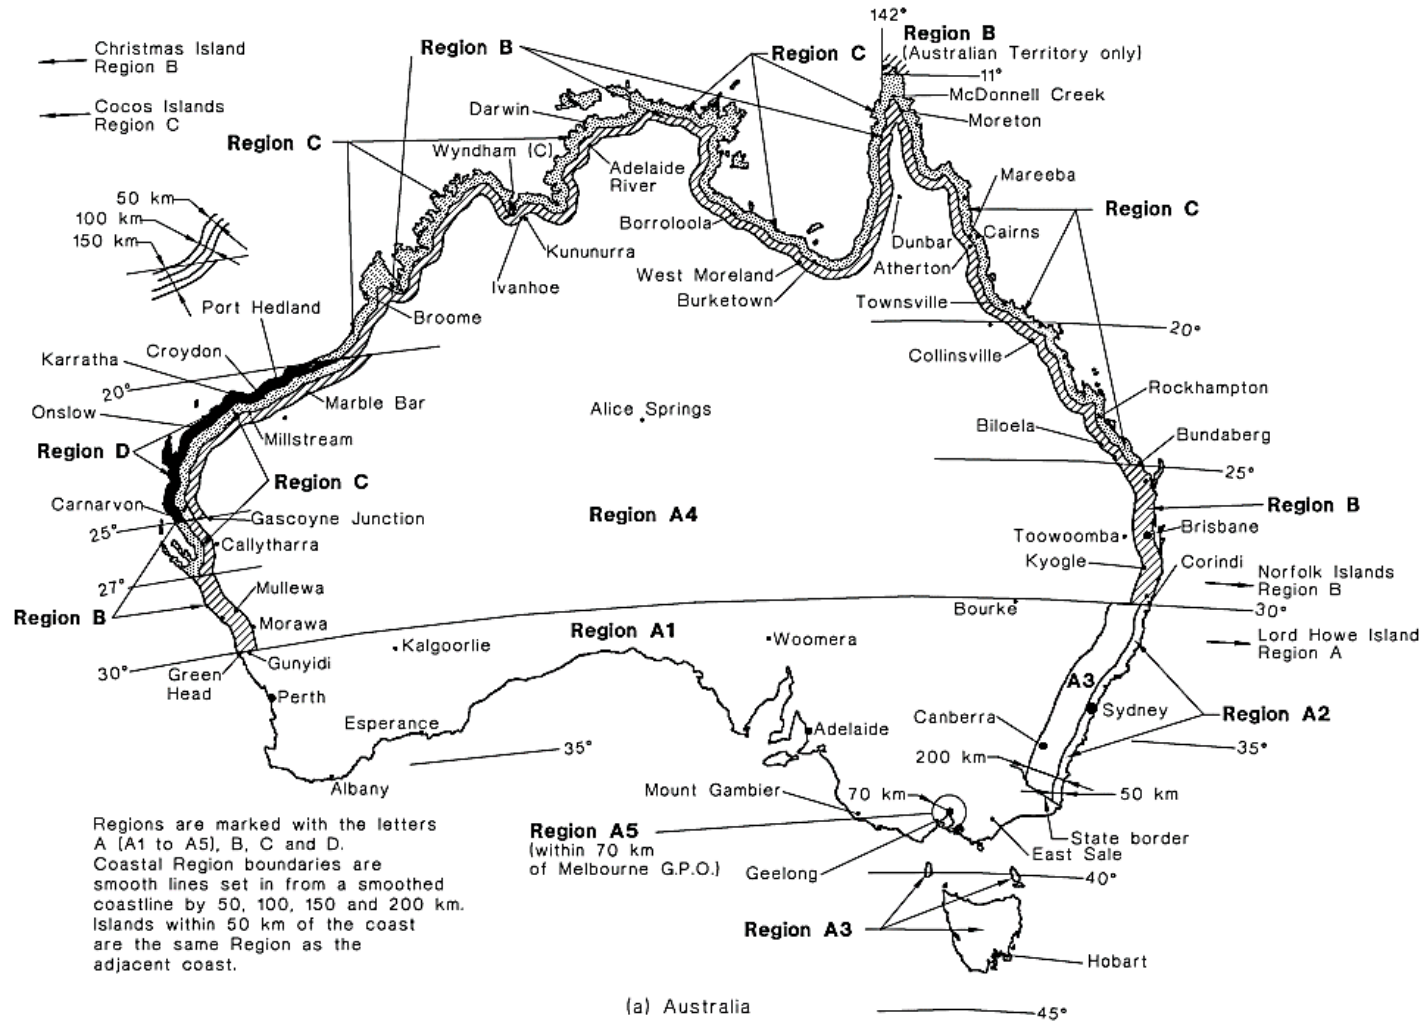 142°
Region B
(Australian Territory only)
11°
Christmas Island
Region B
Region B
Region C
McDonnell Creek
Cocos Islands
Region C
Darwin
Moreton
Region C
Wyndham (C)
Adelaide
River
Mareeba
50 km
100 km
150 km
Region C
Borroloola
Cairns
Dunbar
Kununurra
Atherton
West Moreland
Ivanhoe
Burketown
Townsville
Port Hedland
Broome
20°
Croydon
Karratha
Collinsville
20°
Rockhampton
Onslow
Marble Bar
Alice Springs
Biloela
Millstream
Bundaberg
Region D
25°
Region C
Carnarvon
Region B
Gascoyne Junction
Region A4
25°
Brisbane
Toowoomba
Callytharra
Kyogle
Corindi
Norfolk Islands
Region B
27°
Mullewa
Region B
Bourke
30°
Morawa
Region A1
Lord Howe Island
Region A
Woomera
Kalgoorlie
30°
Gunyidi
Green
Head
A3
Perth
Sydney
Region A2
Canberra
Esperance
Adelaide
35°
35°
200 km
Albany
Mount Gambier
70 km
50 km
Regions are marked with the letters
A (A1 to A5), B, C and D.
Coastal Region boundaries are
smooth lines set in from a smoothed
coastline by 50, 100, 150 and 200 km.
Islands within 50 km of the coast
are the same Region as the
adjacent coast.
Region A5
(within 70 km
of Melbourne G.P.O.)
State border
East Sale
Geelong
40°
Region A3
Hobart
(a) Australia
45°